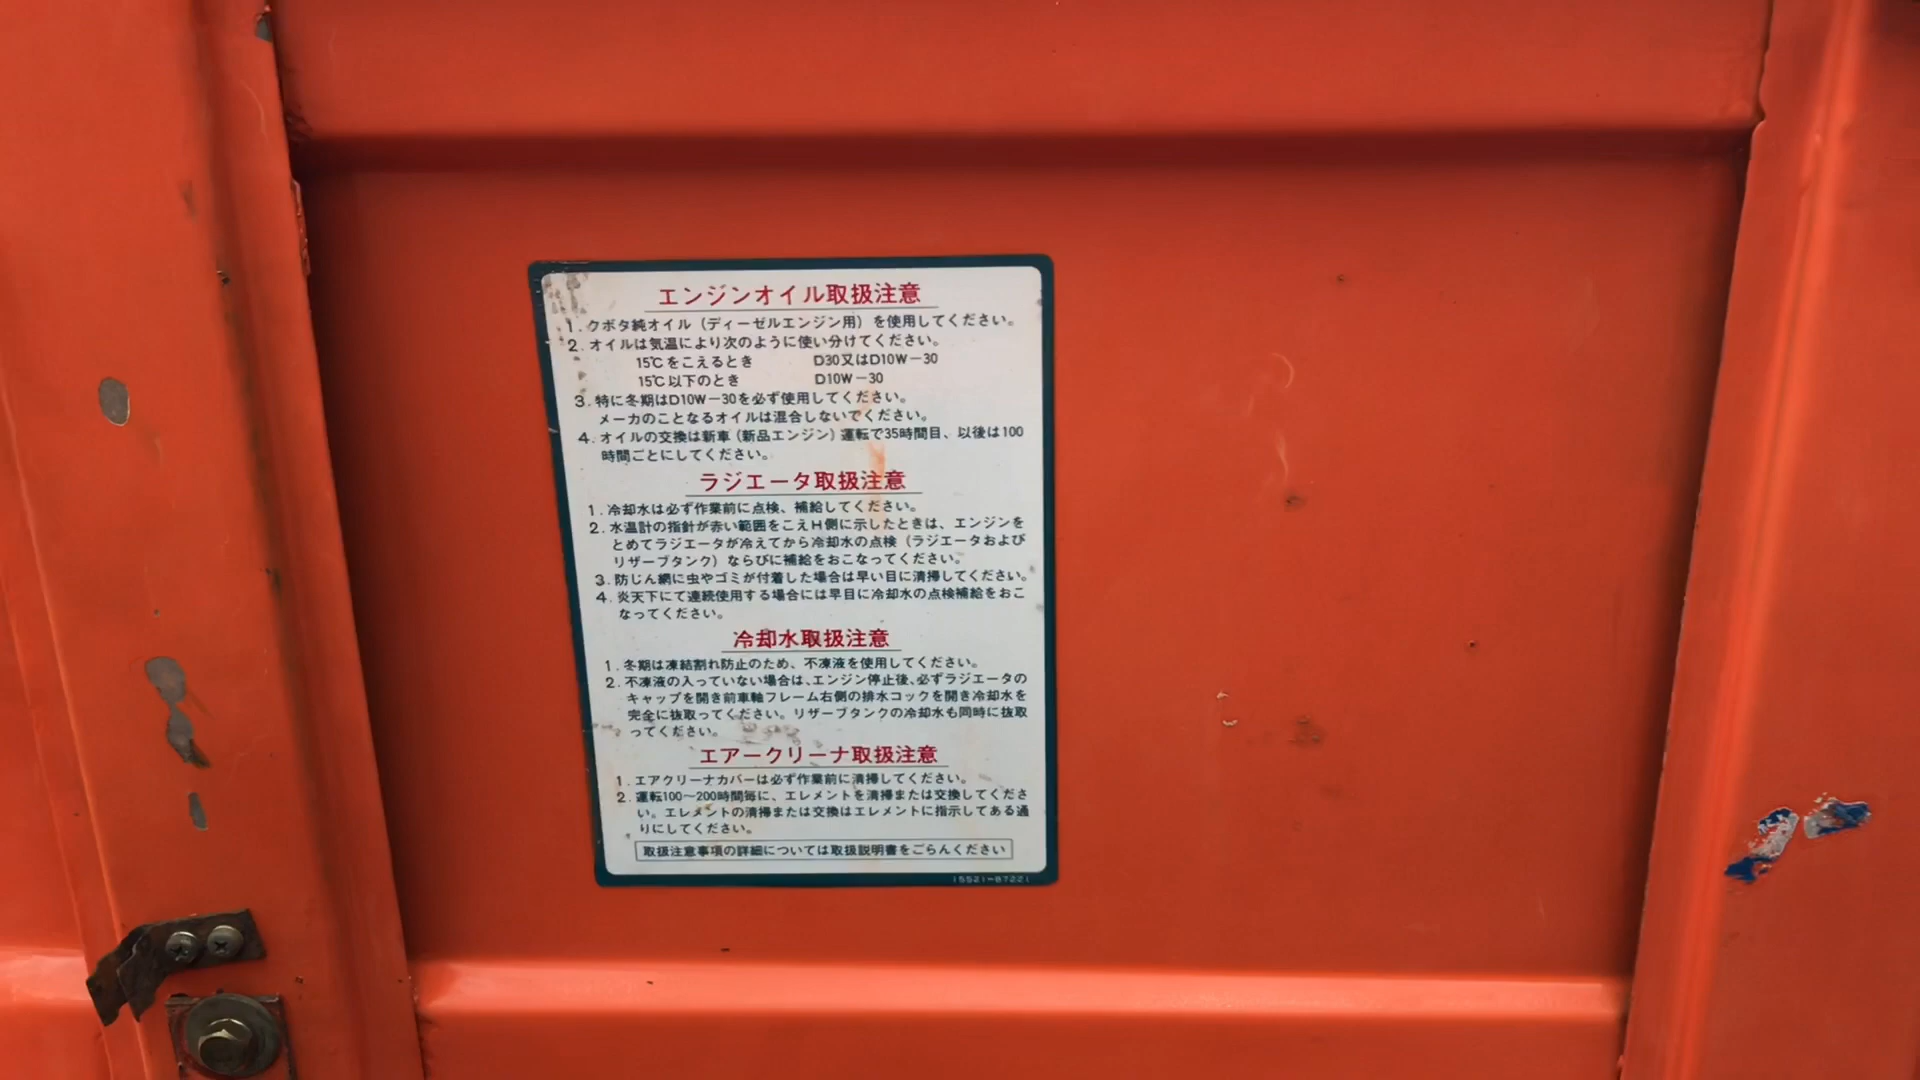 エンジンオイル取扱注意
1. クボタ純オイル（ディーゼルエンジン用）を使用してください。
2. オイルは気温により次のように使い分けてください。
15℃をこえるとき D30又はD10W－30
15℃以下のとき D10W－30
3. 特に冬期はD10W－30を必ず使用してください。
メーカのことなるオイルは混合しないでください。
4. オイルの交換は新車（新品エンジン）運転で35時間目、以後は100
時間ごとにしてください。
ラジエータ取扱注意
1. 冷却水は必ず作業前に点検、補給してください。
2. 水温計の指針が赤い範囲をこえH側に示したときは、エンジンを
とめてラジエータが冷えてから冷却水の点検（ラジエータおよび
リザーブタンク）ならびに補給をおこなってください。
3. 防じん網に虫やゴミが付着した場合は早い目に清掃してください。
4. 炎天下にて連続使用する場合には早目に冷却水の点検補給をおこ
なってください。
冷却水取扱注意
1. 冬期は凍結割れ防止のため、不凍液を使用してください。
2. 不凍液の入っていない場合は、エンジン停止後、必ずラジエータの
キャップを開き前車軸フレーム右側の排水コックを開き冷却水を
完全に抜取ってください。リザーブタンクの冷却水も同時に抜取
ってください。
エアークリーナ取扱注意
1. エアクリーナカバーは必ず作業前に清掃してください。
2. 運転100～200時間毎に、エレメントを清掃または交換してくださ
い。エレメントの清掃または交換はエレメントに指示してある通
りにしてください。
取扱注意事項の詳細については取扱説明書をごらんください
15521-87221